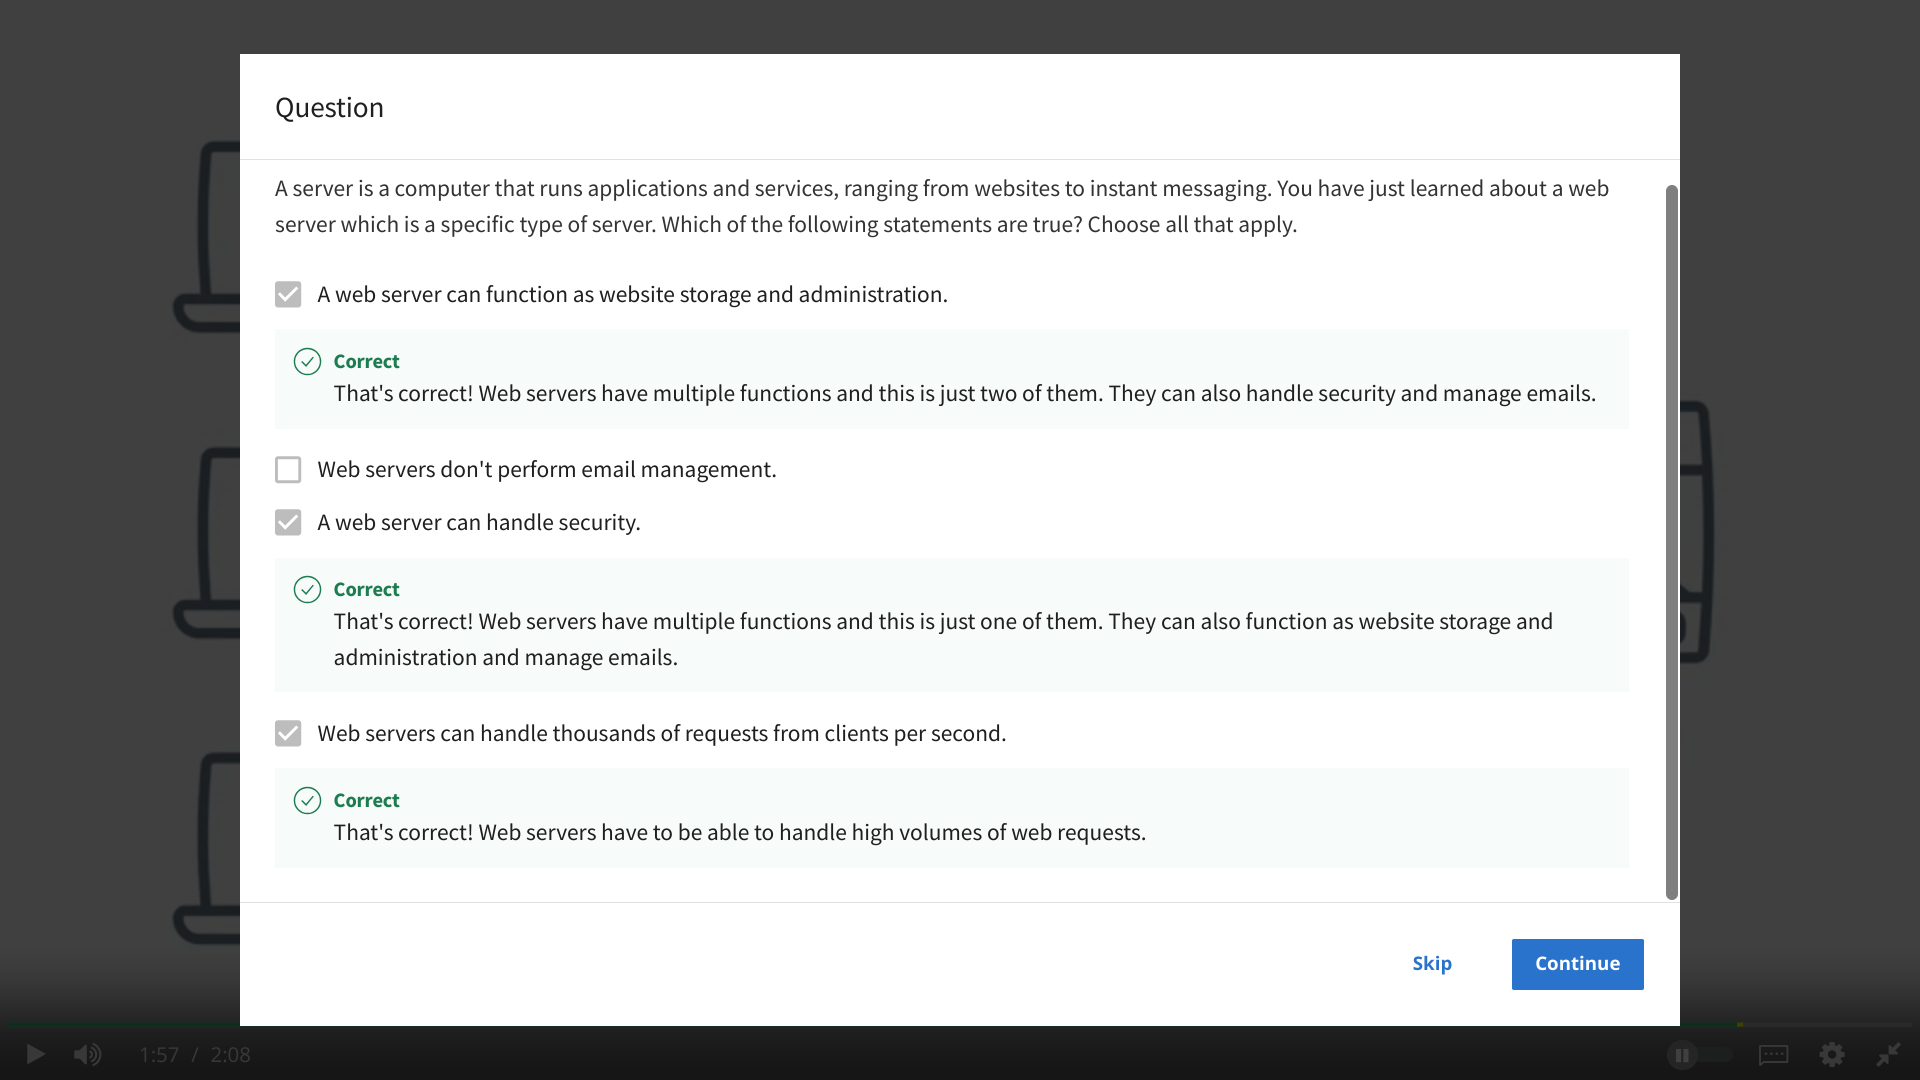 Question
A server is a computer that runs applications and services, ranging from websites to instant messaging. You have just learned about a web
server which is a specific type of server. Which of the following statements are true? Choose all that apply.
A web server can function as website storage and administration.
Correct
That's correct! Web servers have multiple functions and this is just two of them. They can also handle security and manage emails.
Web servers don't perform email management.
A web server can handle security.
Correct
That's correct! Web servers have multiple functions and this is just one of them. They can also function as website storage and
administration and manage emails.
Web servers can handle thousands of requests from clients per second.
Correct
That's correct! Web servers have to be able to handle high volumes of web requests.
Skip
Continue
1:57 / 2:08